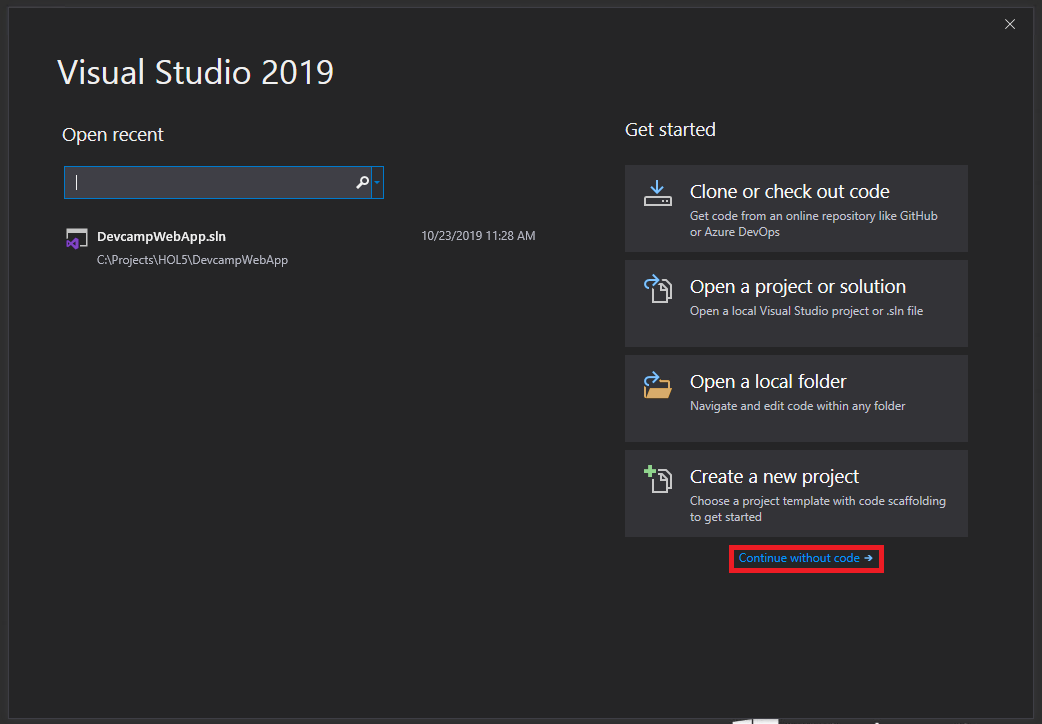 Visual Studio 2019
Open recent
DevcampWebApp.sln
10/23/2019 11:28 AM
C:\Projects\HOL5\DevcampWebApp
Get started
Clone or check out code
Get code from an online repository like GitHub
or Azure DevOps
Open a project or solution
Open a local Visual Studio project or .sln file
Open a local folder
Navigate and edit code within any folder
Create a new project
Choose a project template with code scaffolding
to get started
Continue without code →